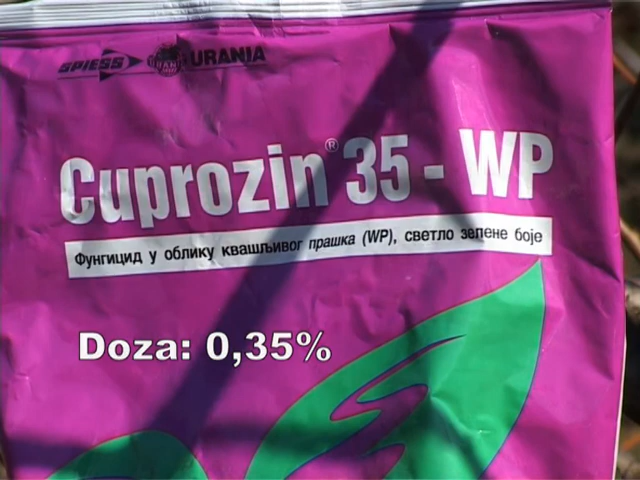 SPIESS URANIA
Cuprozin® 35 - WP
Фунгицид у облику квашљивог прашка (WP), светло зелене боје
Doza: 0,35%